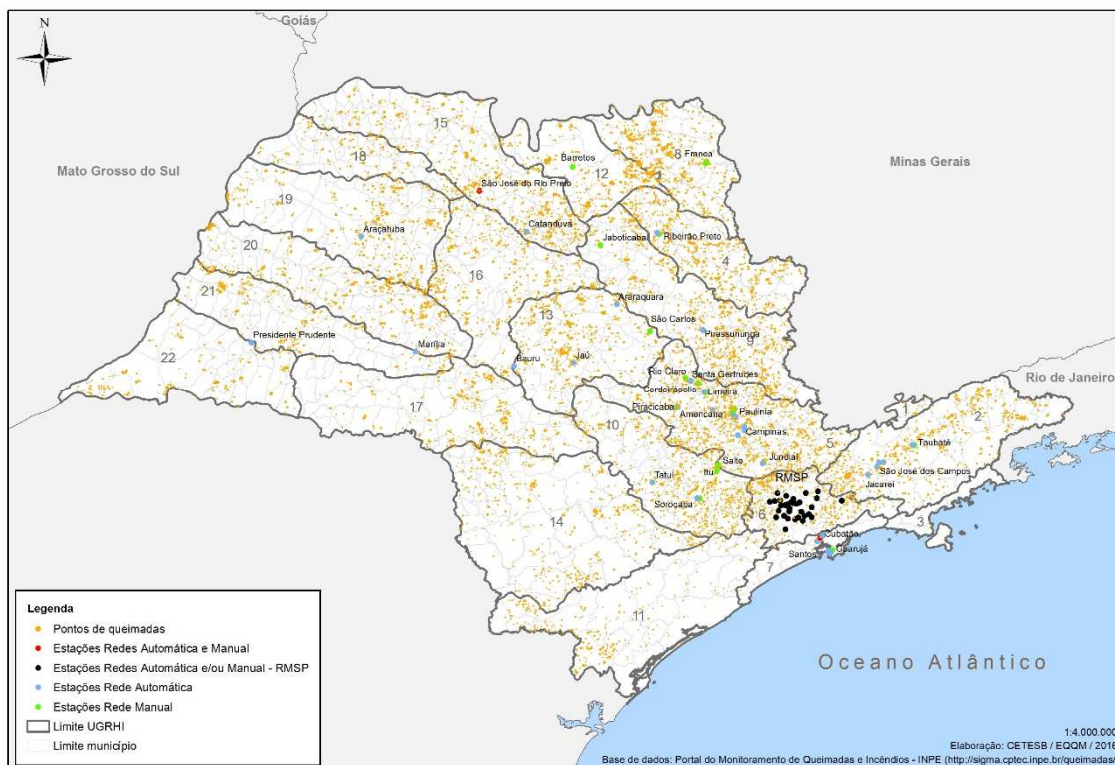 N
Goiás
Mato Grosso do Sul
Minas Gerais
Rio de Janeiro
15
18
8
Franca
Barretos
12
São José do Rio Preto
19
Catanduva
Araçatuba
Jaboticabal
Ribeirão Preto
4
20
16
21
Araraquara
13
São Carlos
Pirassununga
9
Presidente Prudente
Marília
22
Bauru
Jaú
Rio Claro
Santa Gertrudes
Cordeirópolis
Limeira
17
Piracicaba
Americana
Paulínia
10
Campinas
1
2
5
Taubaté
Salto
Jundiaí
Itu
Tatuí
São José dos Campos
Jacareí
RMSP
Sorocaba
14
6
3
Cubatão
Santos
Guarujá
7
11
Oceano Atlântico
Legenda
Pontos de queimadas
Estações Redes Automática e Manual
Estações Redes Automática e/ou Manual - RMSP
Estações Rede Automática
Estações Rede Manual
Limite UGRHI
Limite município
1:4.000.000
Elaboração: CETESB / EQQM / 2016
Base de dados: Portal do Monitoramento de Queimadas e Incêndios - INPE (http://sigma.cptec.inpe.br/queimadas